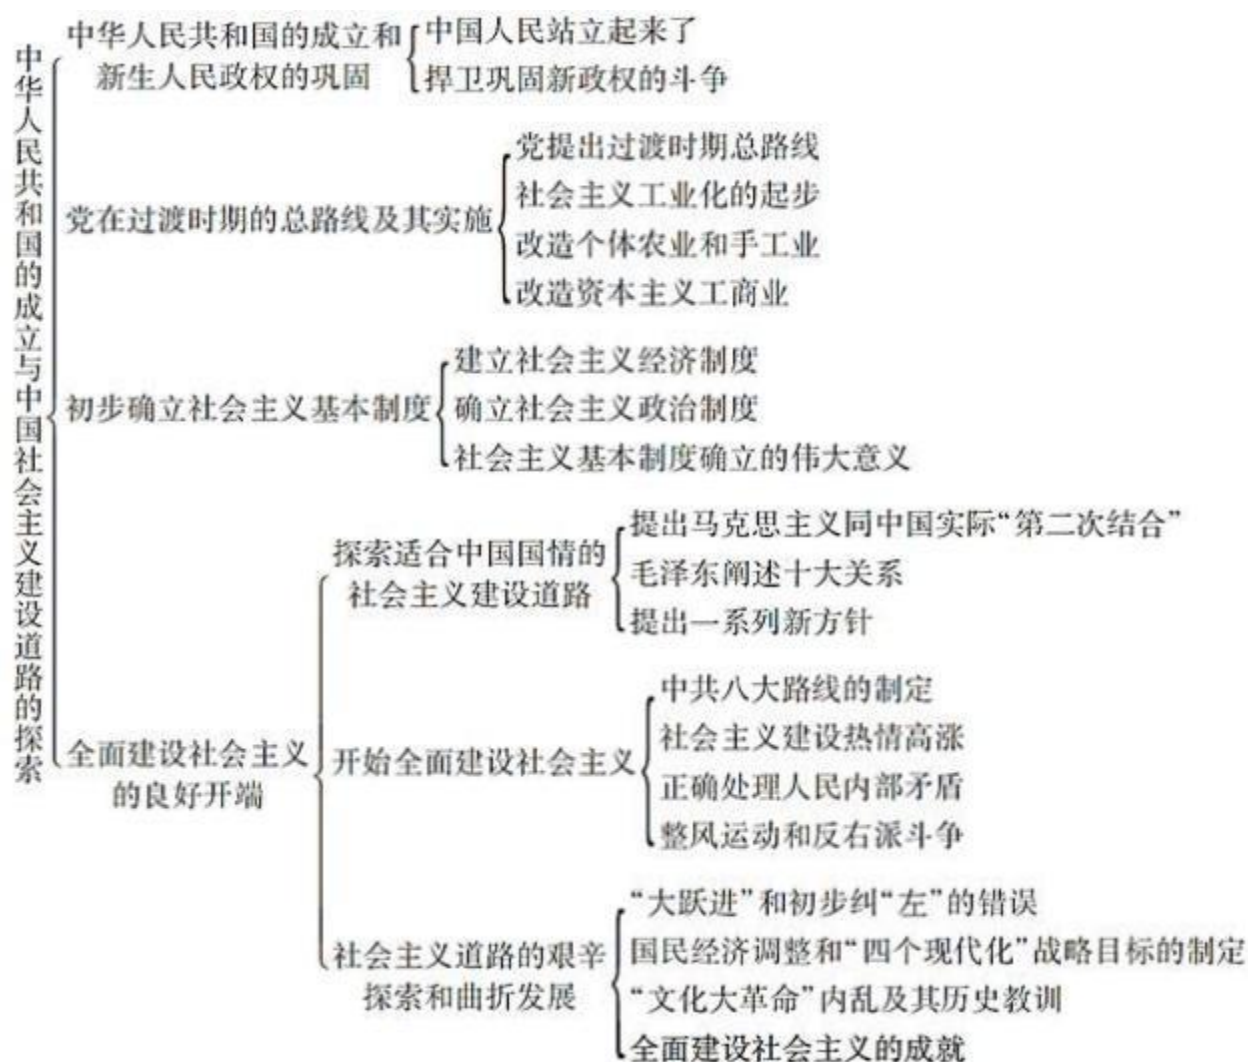 中华人民共和国的成立与中国社会主义建设道路的探索
中华人民共和国的成立和
新生人民政权的巩固
中国人民站立起来了
捍卫巩固新政权的斗争
党在过渡时期的总路线及其实施
党提出过渡时期总路线
社会主义工业化的起步
改造个体农业和手工业
改造资本主义工商业
初步确立社会主义基本制度
建立社会主义经济制度
确立社会主义政治制度
社会主义基本制度确立的伟大意义
全面建设社会主义
的良好开端
探索适合中国国情的
社会主义建设道路
提出马克思主义同中国实际“第二次结合”
毛泽东阐述十大关系
提出一系列新方针
开始全面建设社会主义
中共八大路线的制定
社会主义建设热情高涨
正确处理人民内部矛盾
整风运动和反右派斗争
社会主义道路的艰辛
探索和曲折发展
“大跃进”和初步纠“左”的错误
国民经济调整和“四个现代化”战略目标的制定
“文化大革命”内乱及其历史教训
全面建设社会主义的成就